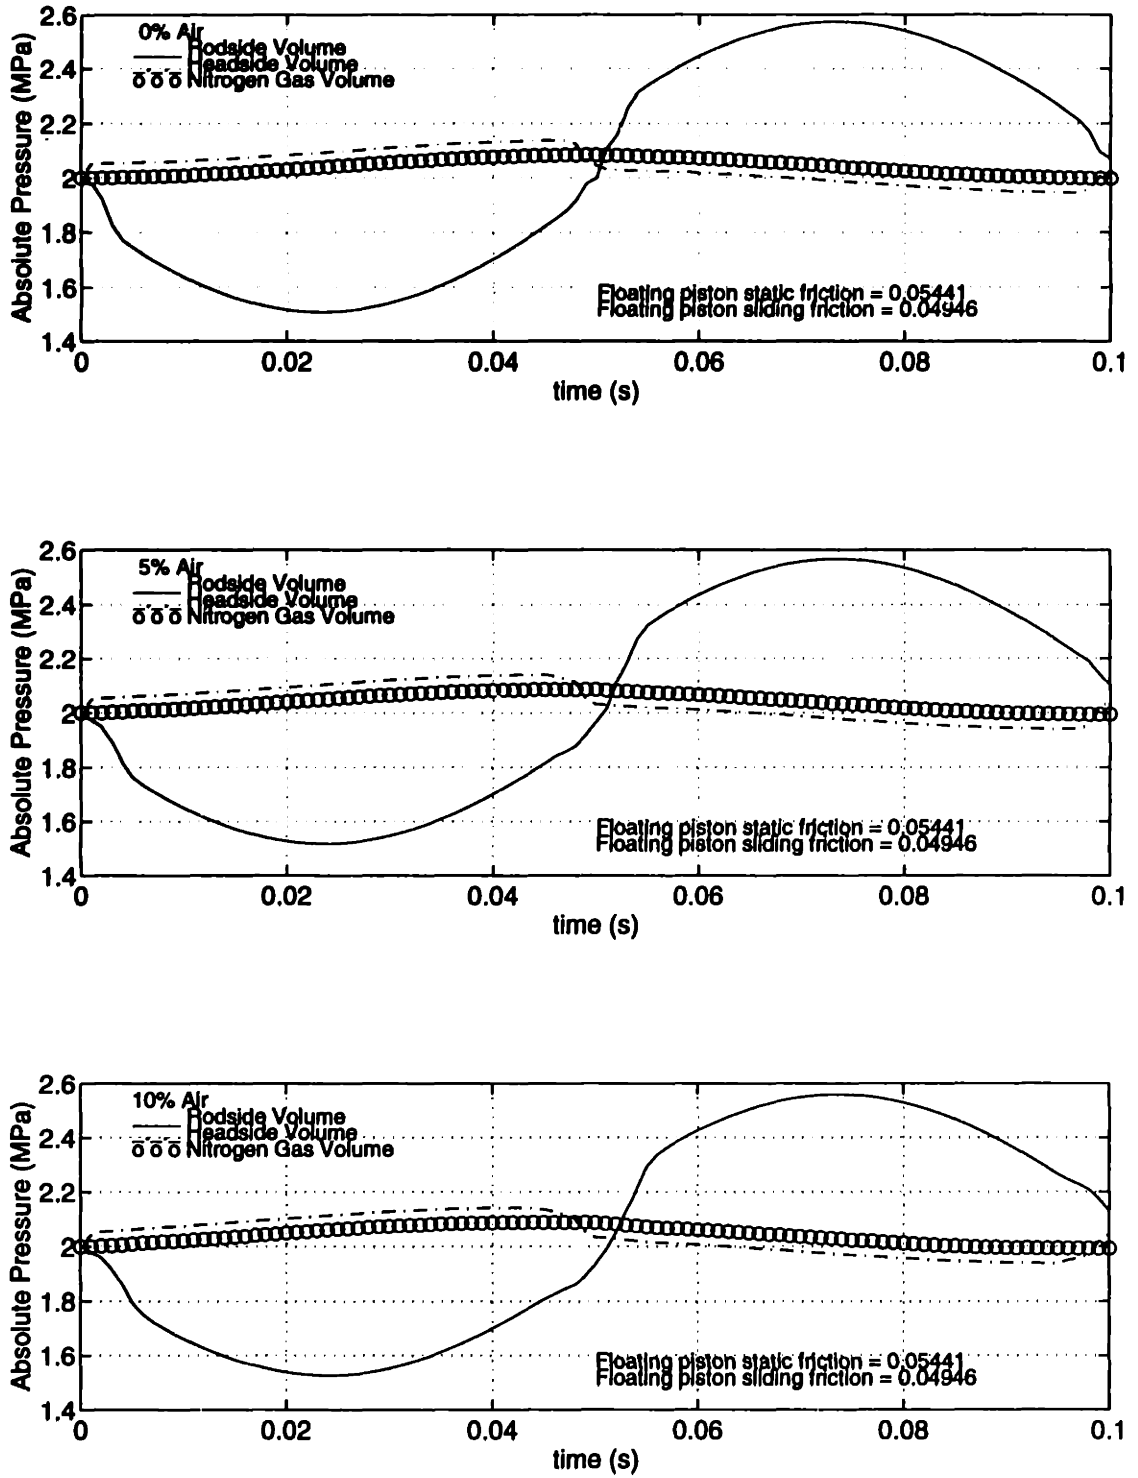 2.6
0% Air
Rodside Volume
Headside Volume
o o o Nitrogen Gas Volume
2.4
2.2
2
1.8
1.6
1.4
Absolute Pressure (MPa)
Floating piston static friction = 0.05441
Floating piston sliding friction = 0.04946
0 0.02 0.04 0.06 0.08 0.1
time (s)
2.6
5% Air
Rodside Volume
Headside Volume
o o o Nitrogen Gas Volume
2.4
2.2
2
1.8
1.6
1.4
Absolute Pressure (MPa)
Floating piston static friction = 0.05441
Floating piston sliding friction = 0.04946
0 0.02 0.04 0.06 0.08 0.1
time (s)
2.6
10% Air
Rodside Volume
Headside Volume
o o o Nitrogen Gas Volume
2.4
2.2
2
1.8
1.6
1.4
Absolute Pressure (MPa)
Floating piston static friction = 0.05441
Floating piston sliding friction = 0.04946
0 0.02 0.04 0.06 0.08 0.1
time (s)